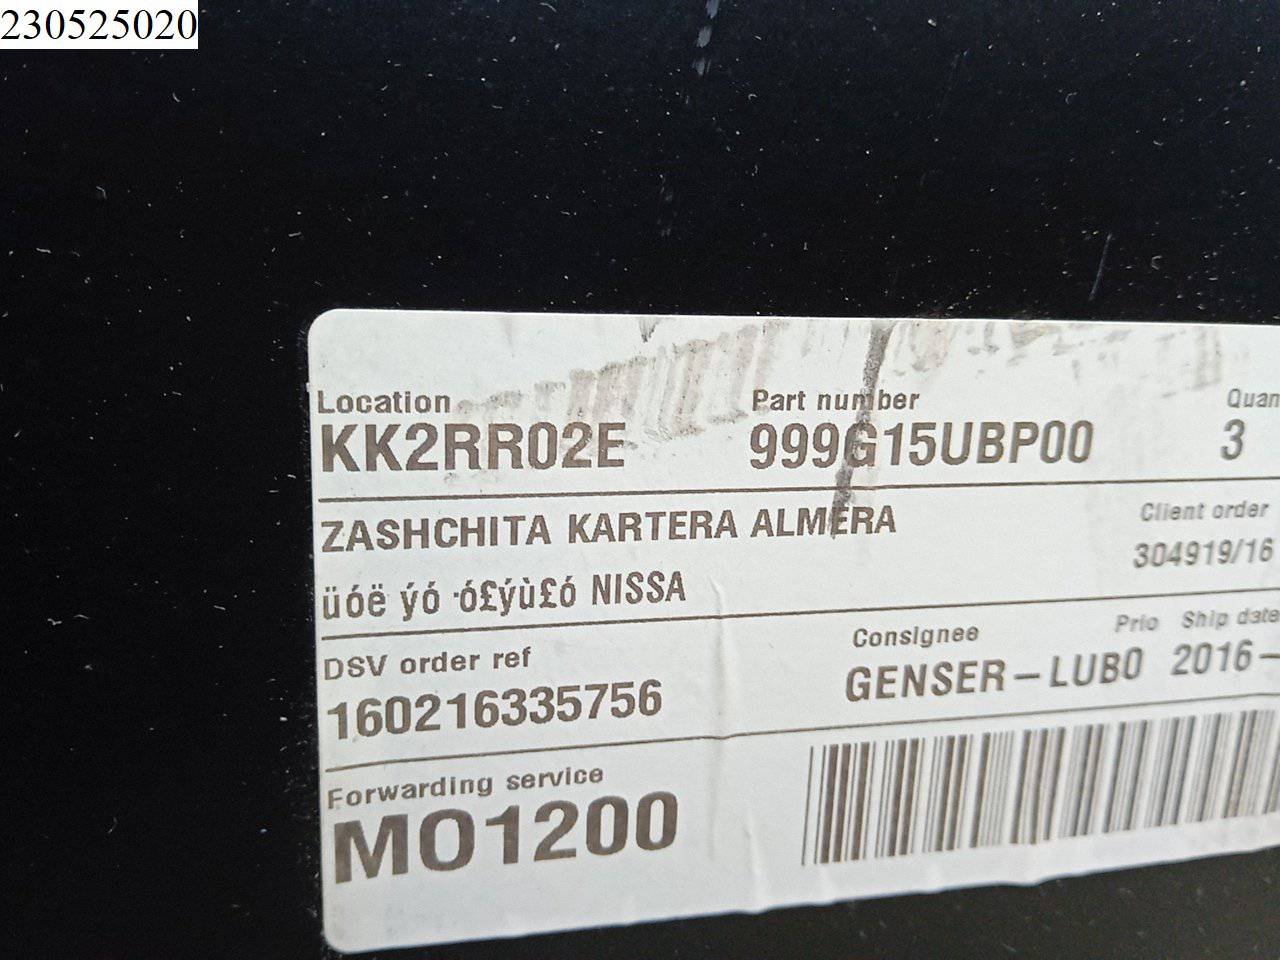 230525020
Location Part number Quan
KK2RR02E 999G15UBP00 3
ZASHCHITA KARTERA ALMERA Client order
304919/16
üóë ýó ·ó£ýù£ó NISSA
DSV order ref Consignee Prio Ship date
160216335756 GENSER-LUBO 2016-
Forwarding service
MO1200